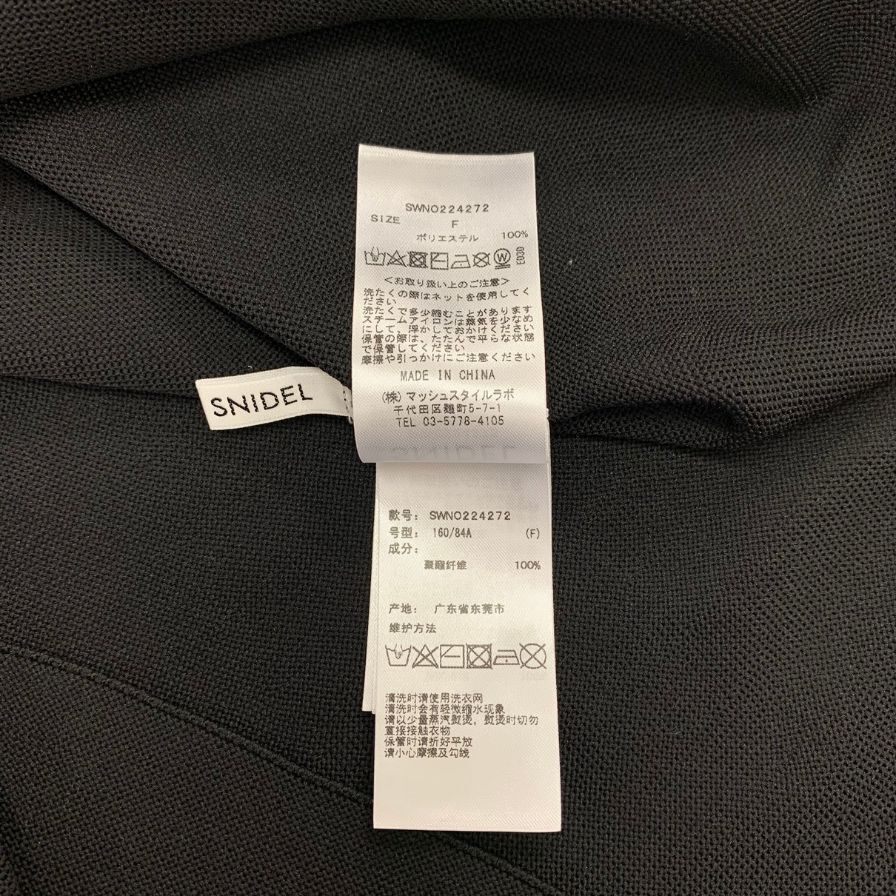 SWNO224272
SIZE F
ポリエステル 100%
<お取り扱い上のご注意>
洗たくの際はネットを使用してく
ださい
洗たくで多少縮むことがあります
スチームアイロンは蒸気を少なめ
にして、浮かしておかけください
保管の際は、たたんで平らな状態
で保管してください
摩擦や引っかけにご注意ください
MADE IN CHINA
(株) マッシュスタイルラボ
千代田区麹町5-7-1
TEL 03-5778-4105
SNIDEL
款号: SWNO224272
号型: 160/84A (F)
成分:
聚酯纤维 100%
产地: 广东省东莞市
维护方法
清洗时请使用洗衣网
清洗时会有轻微缩水现象
请以少量蒸汽熨烫，熨烫时切勿
直接接触衣物
保管时请折好平放
请小心摩擦及勾线